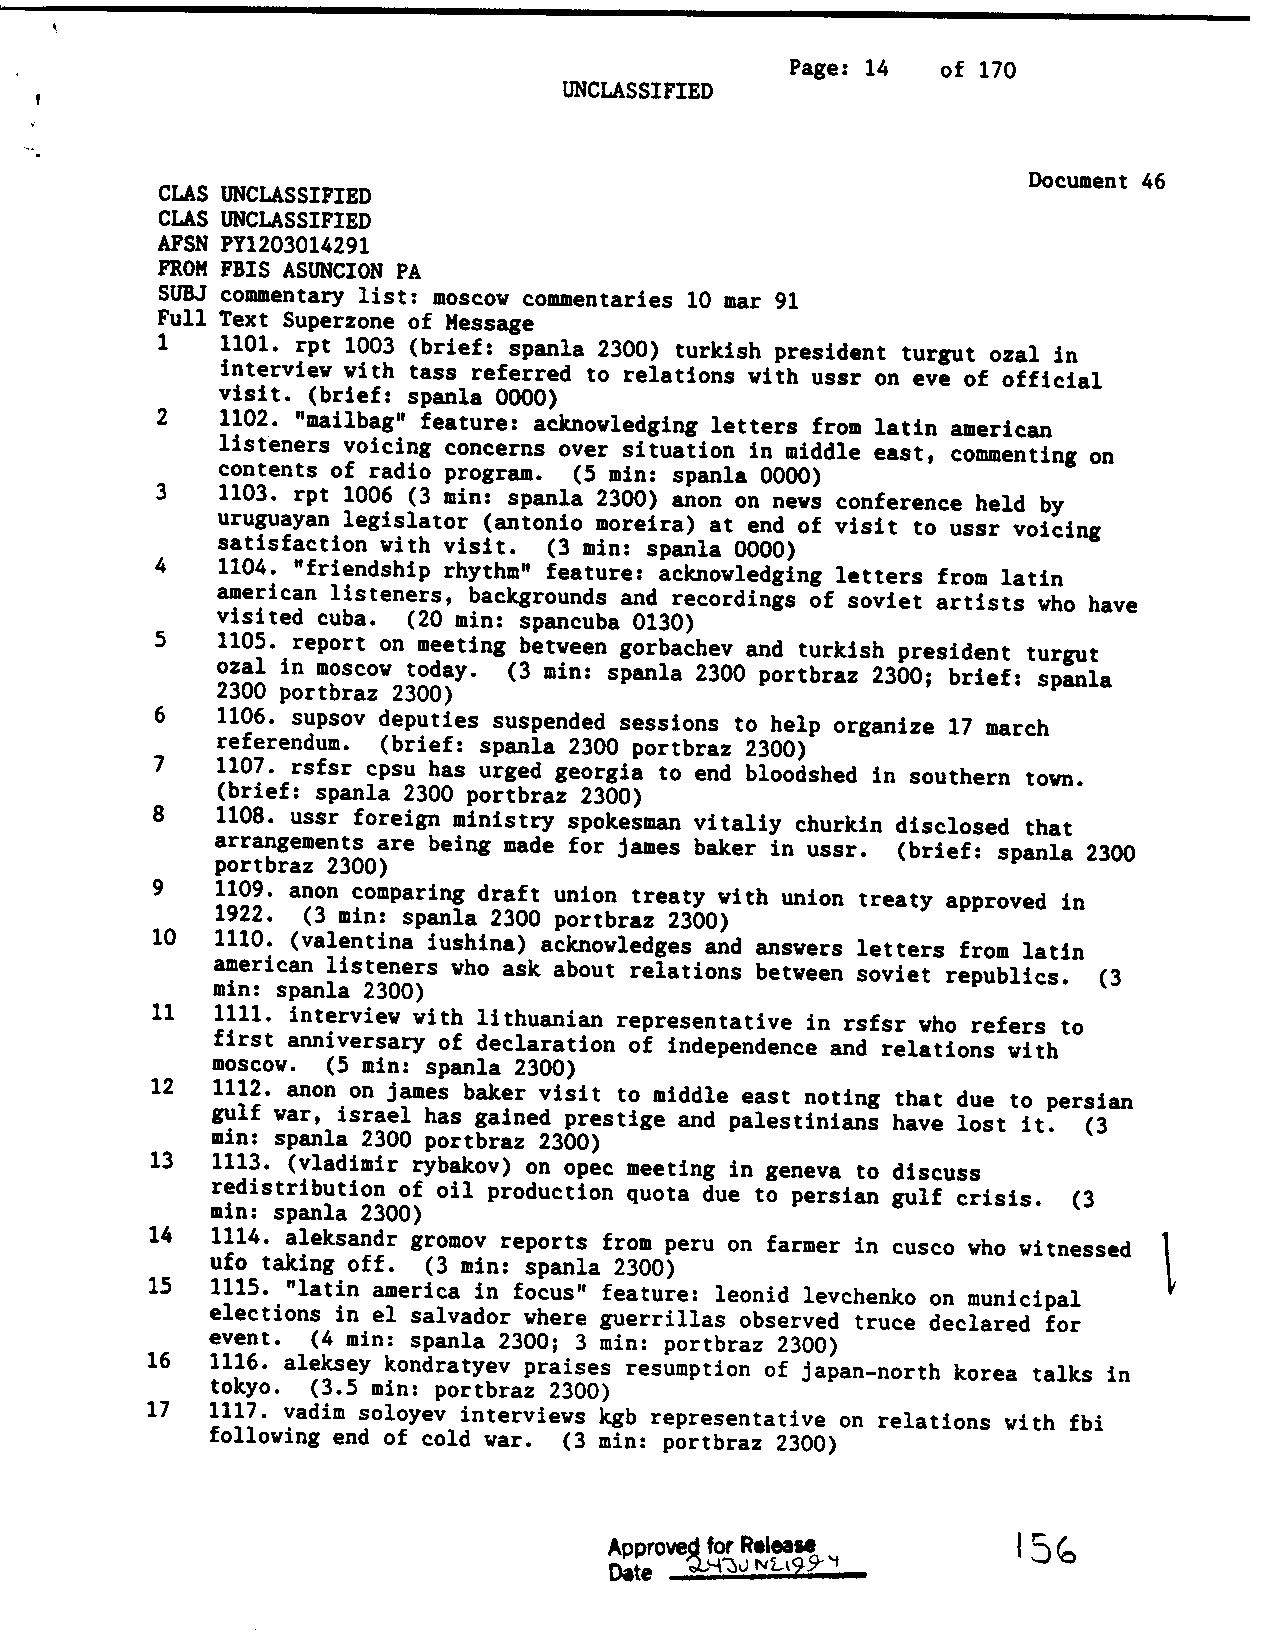 Page: 14 of 170
UNCLASSIFIED
Document 46
CLAS UNCLASSIFIED
CLAS UNCLASSIFIED
AFSN PY1203014291
FROM FBIS ASUNCION PA
SUBJ commentary list: moscow commentaries 10 mar 91
Full Text Superzone of Message
1 1101. rpt 1003 (brief: spanla 2300) turkish president turgut ozal in
interview with tass referred to relations with ussr on eve of official
visit. (brief: spanla 0000)
2 1102. "mailbag" feature: acknowledging letters from latin american
listeners voicing concerns over situation in middle east, commenting on
contents of radio program. (5 min: spanla 0000)
3 1103. rpt 1006 (3 min: spanla 2300) anon on news conference held by
uruguayan legislator (antonio moreira) at end of visit to ussr voicing
satisfaction with visit. (3 min: spanla 0000)
4 1104. "friendship rhythm" feature: acknowledging letters from latin
american listeners, backgrounds and recordings of soviet artists who have
visited cuba. (20 min: spancuba 0130)
5 1105. report on meeting between gorbachev and turkish president turgut
ozal in moscow today. (3 min: spanla 2300 portbraz 2300; brief: spanla
2300 portbraz 2300)
6 1106. supsov deputies suspended sessions to help organize 17 march
referendum. (brief: spanla 2300 portbraz 2300)
7 1107. rsfsr cpsu has urged georgia to end bloodshed in southern town.
(brief: spanla 2300 portbraz 2300)
8 1108. ussr foreign ministry spokesman vitaliy churkin disclosed that
arrangements are being made for james baker in ussr. (brief: spanla 2300
portbraz 2300)
9 1109. anon comparing draft union treaty with union treaty approved in
1922. (3 min: spanla 2300 portbraz 2300)
10 1110. (valentina iushina) acknowledges and answers letters from latin
american listeners who ask about relations between soviet republics. (3
min: spanla 2300)
11 1111. interview with lithuanian representative in rsfsr who refers to
first anniversary of declaration of independence and relations with
moscow. (5 min: spanla 2300)
12 1112. anon on james baker visit to middle east noting that due to persian
gulf war, israel has gained prestige and palestinians have lost it. (3
min: spanla 2300 portbraz 2300)
13 1113. (vladimir rybakov) on opec meeting in geneva to discuss
redistribution of oil production quota due to persian gulf crisis. (3
min: spanla 2300)
14 1114. aleksandr gromov reports from peru on farmer in cusco who witnessed
ufo taking off. (3 min: spanla 2300)
15 1115. "latin america in focus" feature: leonid levchenko on municipal
elections in el salvador where guerrillas observed truce declared for
event. (4 min: spanla 2300; 3 min: portbraz 2300)
16 1116. aleksey kondratyev praises resumption of japan-north korea talks in
tokyo. (3.5 min: portbraz 2300)
17 1117. vadim soloyev interviews kgb representative on relations with fbi
following end of cold war. (3 min: portbraz 2300)
Approved for Release
Date 24JUNE1994
156